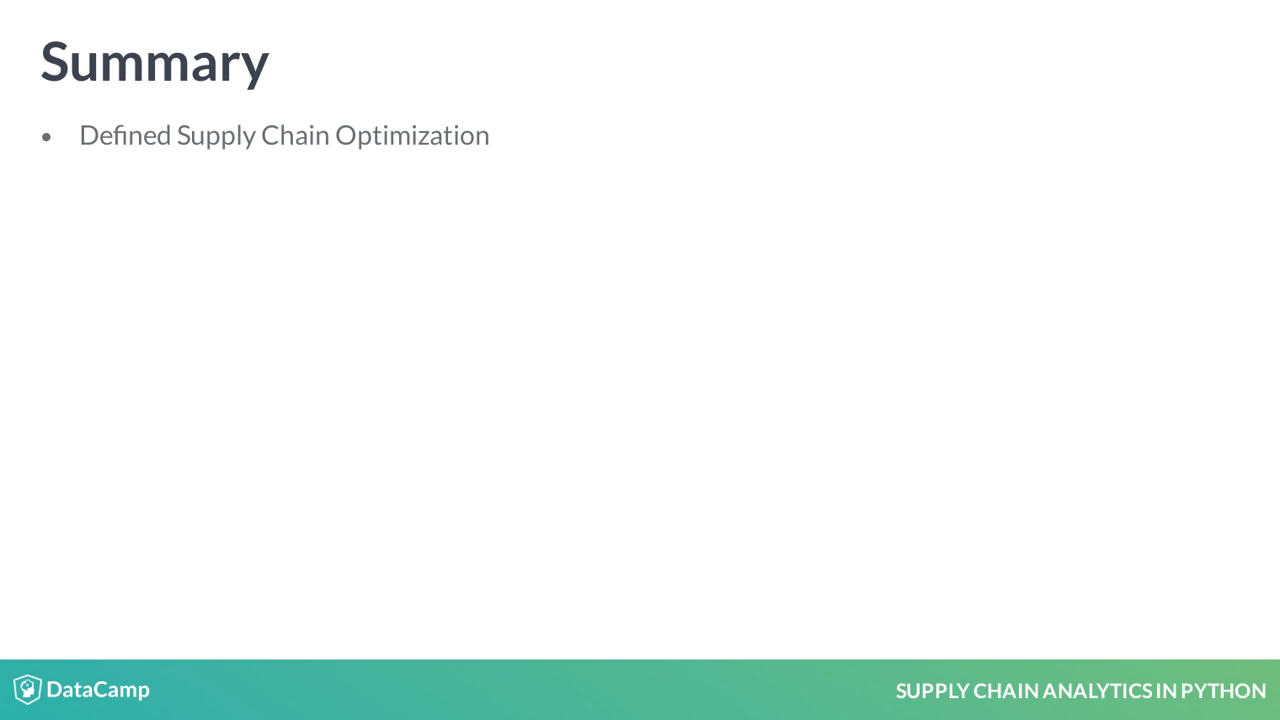 Summary
• Defined Supply Chain Optimization
DataCamp
SUPPLY CHAIN ANALYTICS IN PYTHON